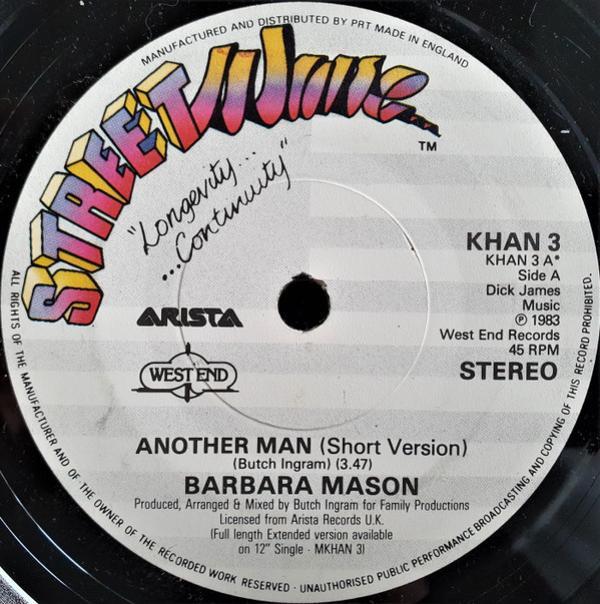 MANUFACTURED AND DISTRIBUTED BY PRT MADE IN ENGLAND
STREETWave
TM
"Longevity...
...Continuity"
KHAN 3
KHAN 3 A*
Side A
Dick James
Music
℗ 1983
West End Records
45 RPM
STEREO
ARISTA
WEST END
ANOTHER MAN (Short Version)
(Butch Ingram) (3.47)
BARBARA MASON
Produced, Arranged & Mixed by Butch Ingram for Family Productions
Licensed from Arista Records U.K.
(Full length Extended version available
on 12" Single - MKHAN 3)
ALL RIGHTS OF THE MANUFACTURER AND OF THE OWNER OF THE RECORDED WORK RESERVED · UNAUTHORISED PUBLIC PERFORMANCE BROADCASTING AND COPYING OF THIS RECORD PROHIBITED.